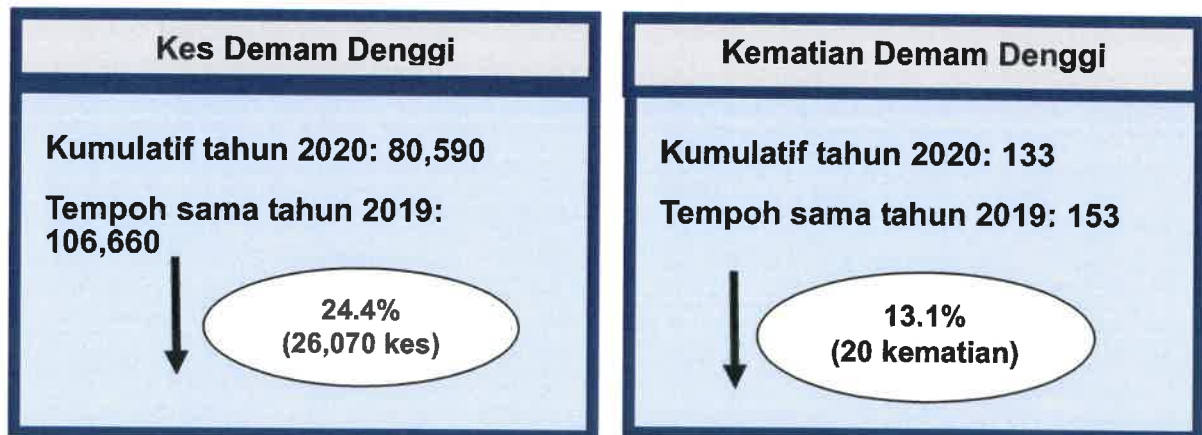 Kes Demam Denggi
Kumulatif tahun 2020: 80,590
Tempoh sama tahun 2019:
106,660
24.4%
(26,070 kes)
Kematian Demam Denggi
Kumulatif tahun 2020: 133
Tempoh sama tahun 2019: 153
13.1%
(20 kematian)